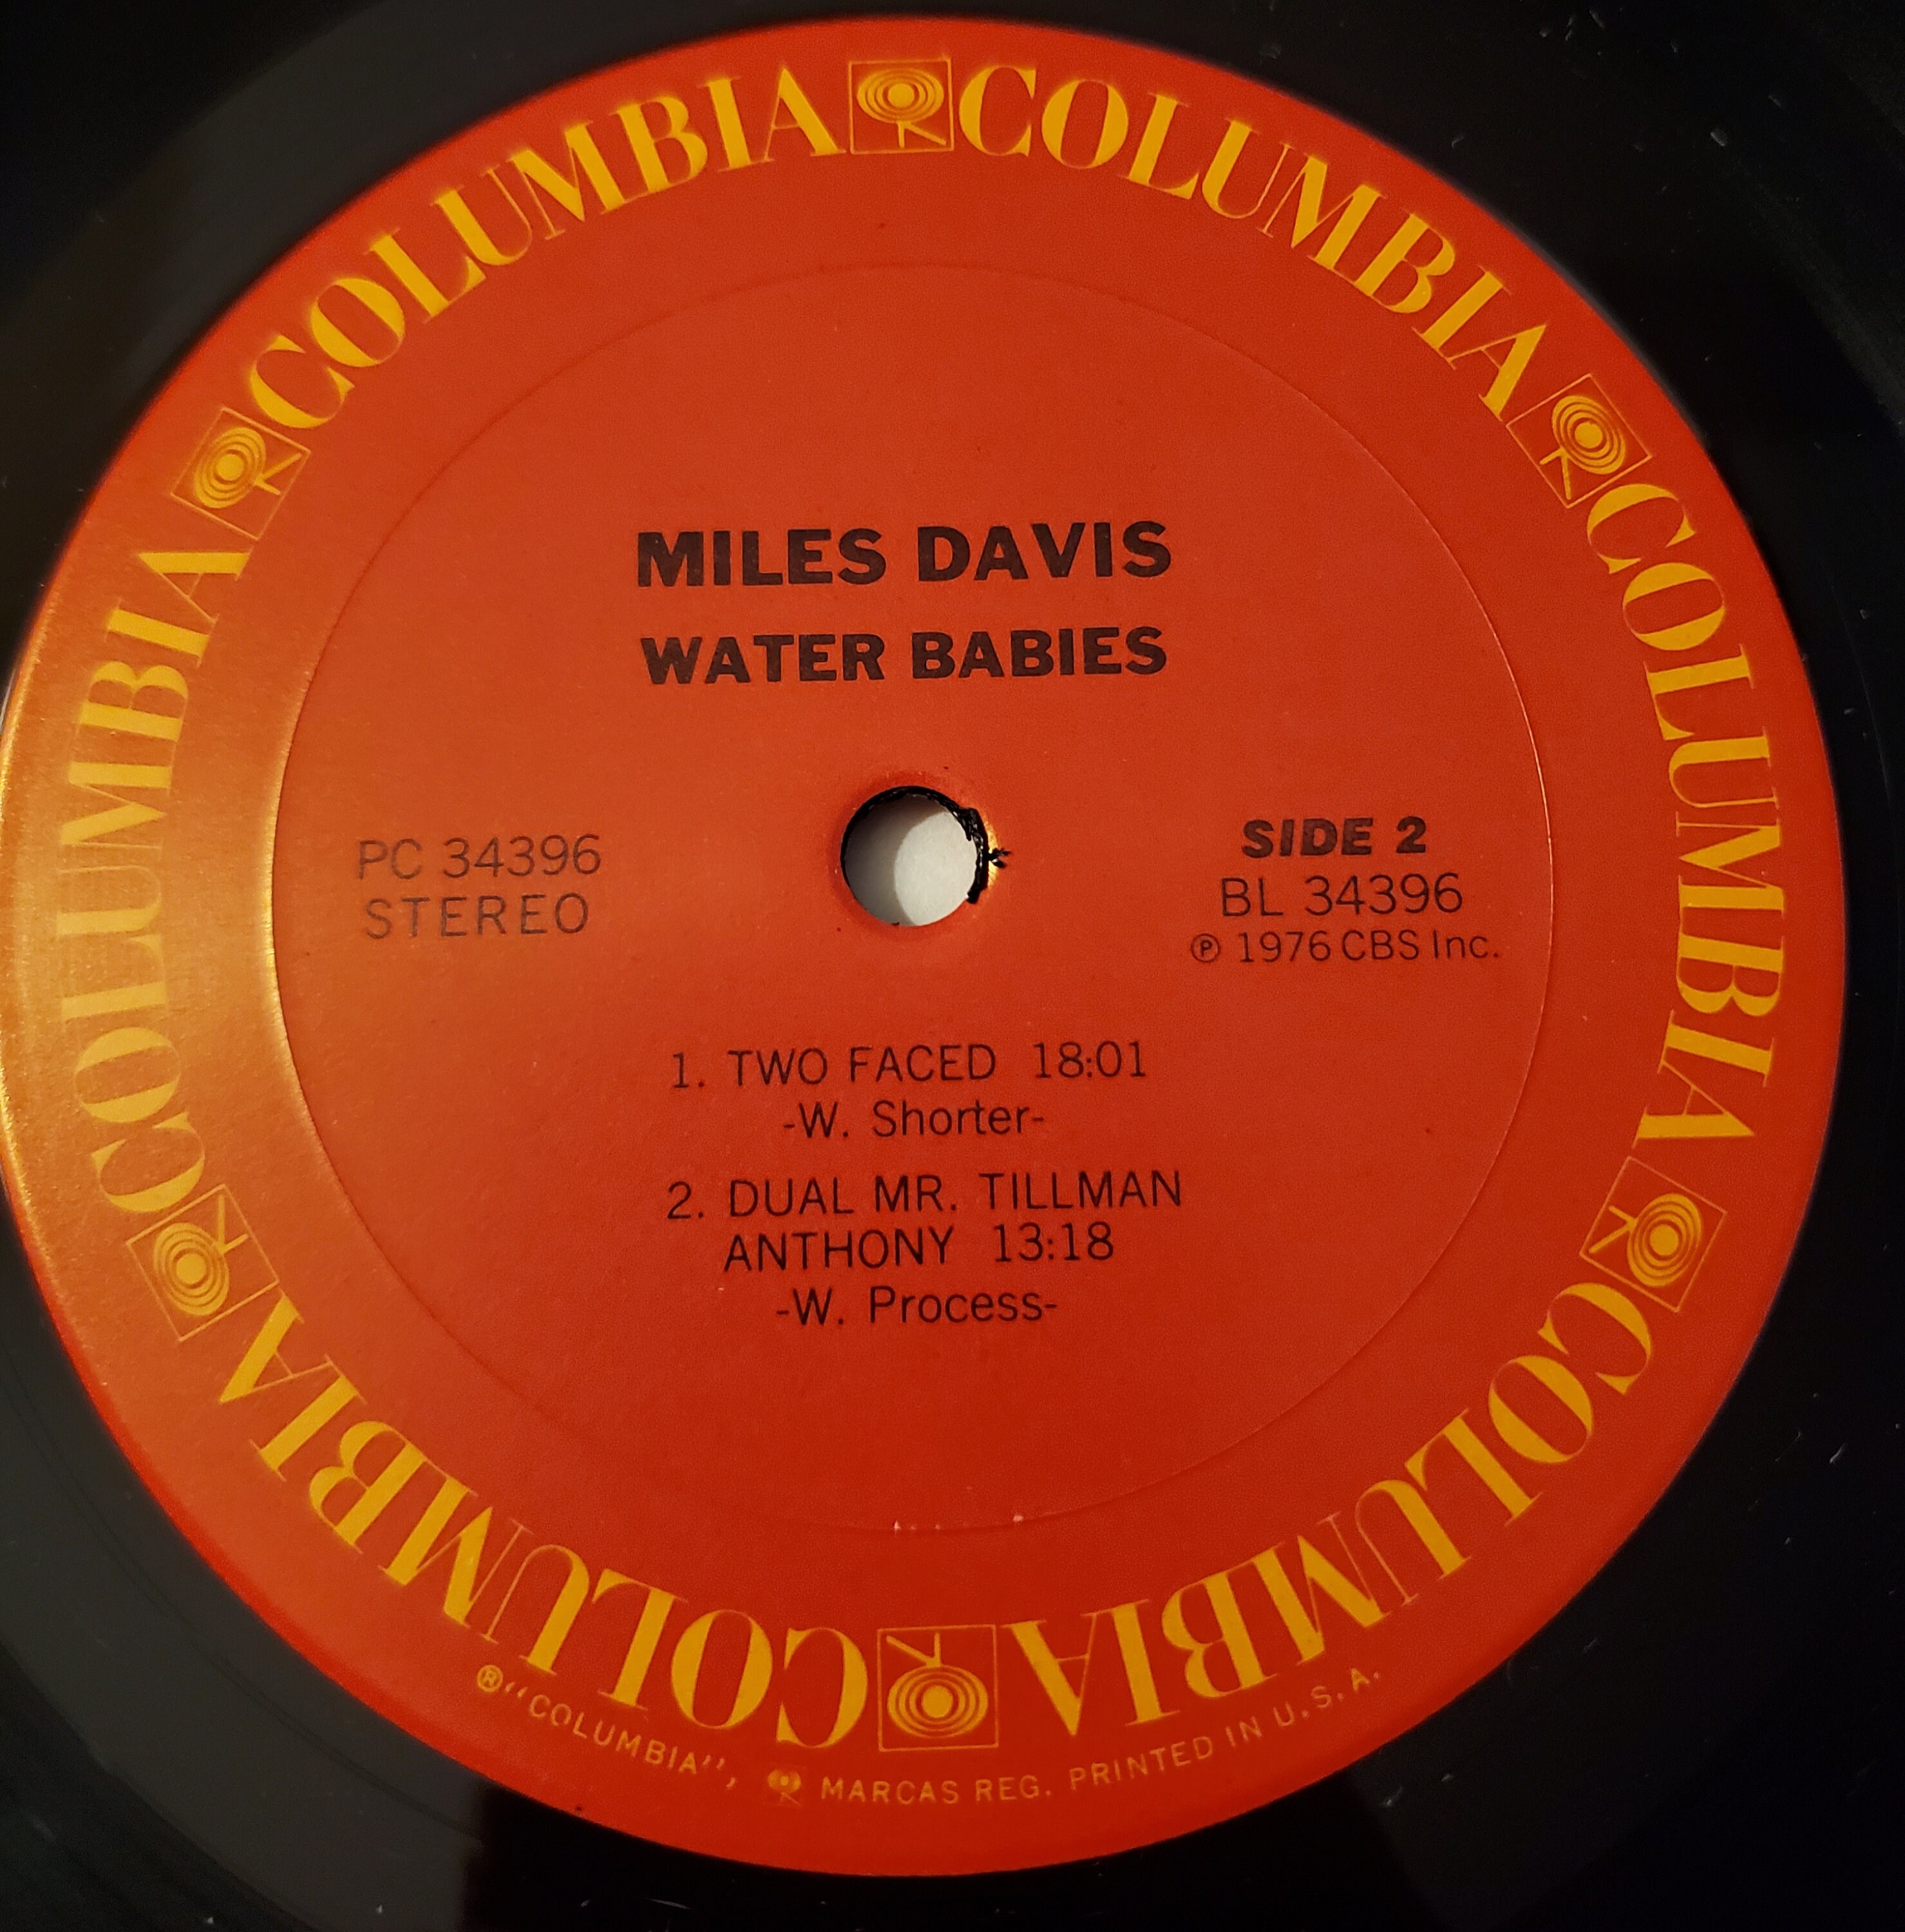 COLUMBIA COLUMBIA COLUMBIA COLUMBIA COLUMBIA COLUMBIA
MILES DAVIS
WATER BABIES
PC 34396
STEREO
SIDE 2
BL 34396
Ⓟ 1976 CBS Inc.
1. TWO FACED 18:01
-W. Shorter-
2. DUAL MR. TILLMAN
ANTHONY 13:18
-W. Process-
®"COLUMBIA", MARCAS REG. PRINTED IN U.S.A.